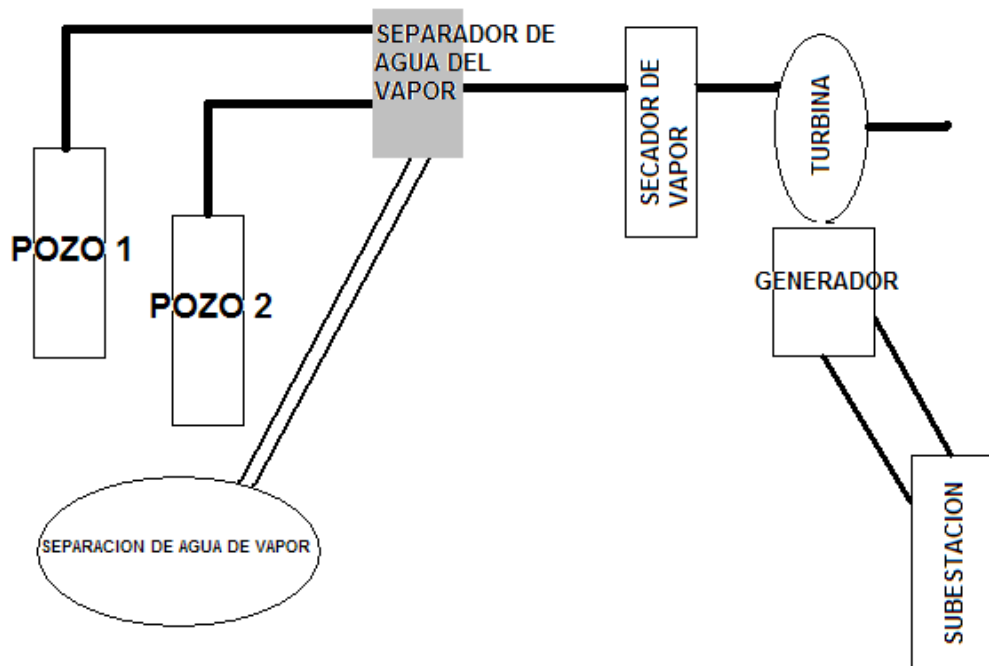 SEPARADOR DE
AGUA DEL
VAPOR
SECADOR DE
VAPOR
TURBINA
POZO 1
POZO 2
GENERADOR
SEPARACION DE AGUA DE VAPOR
SUBESTACION